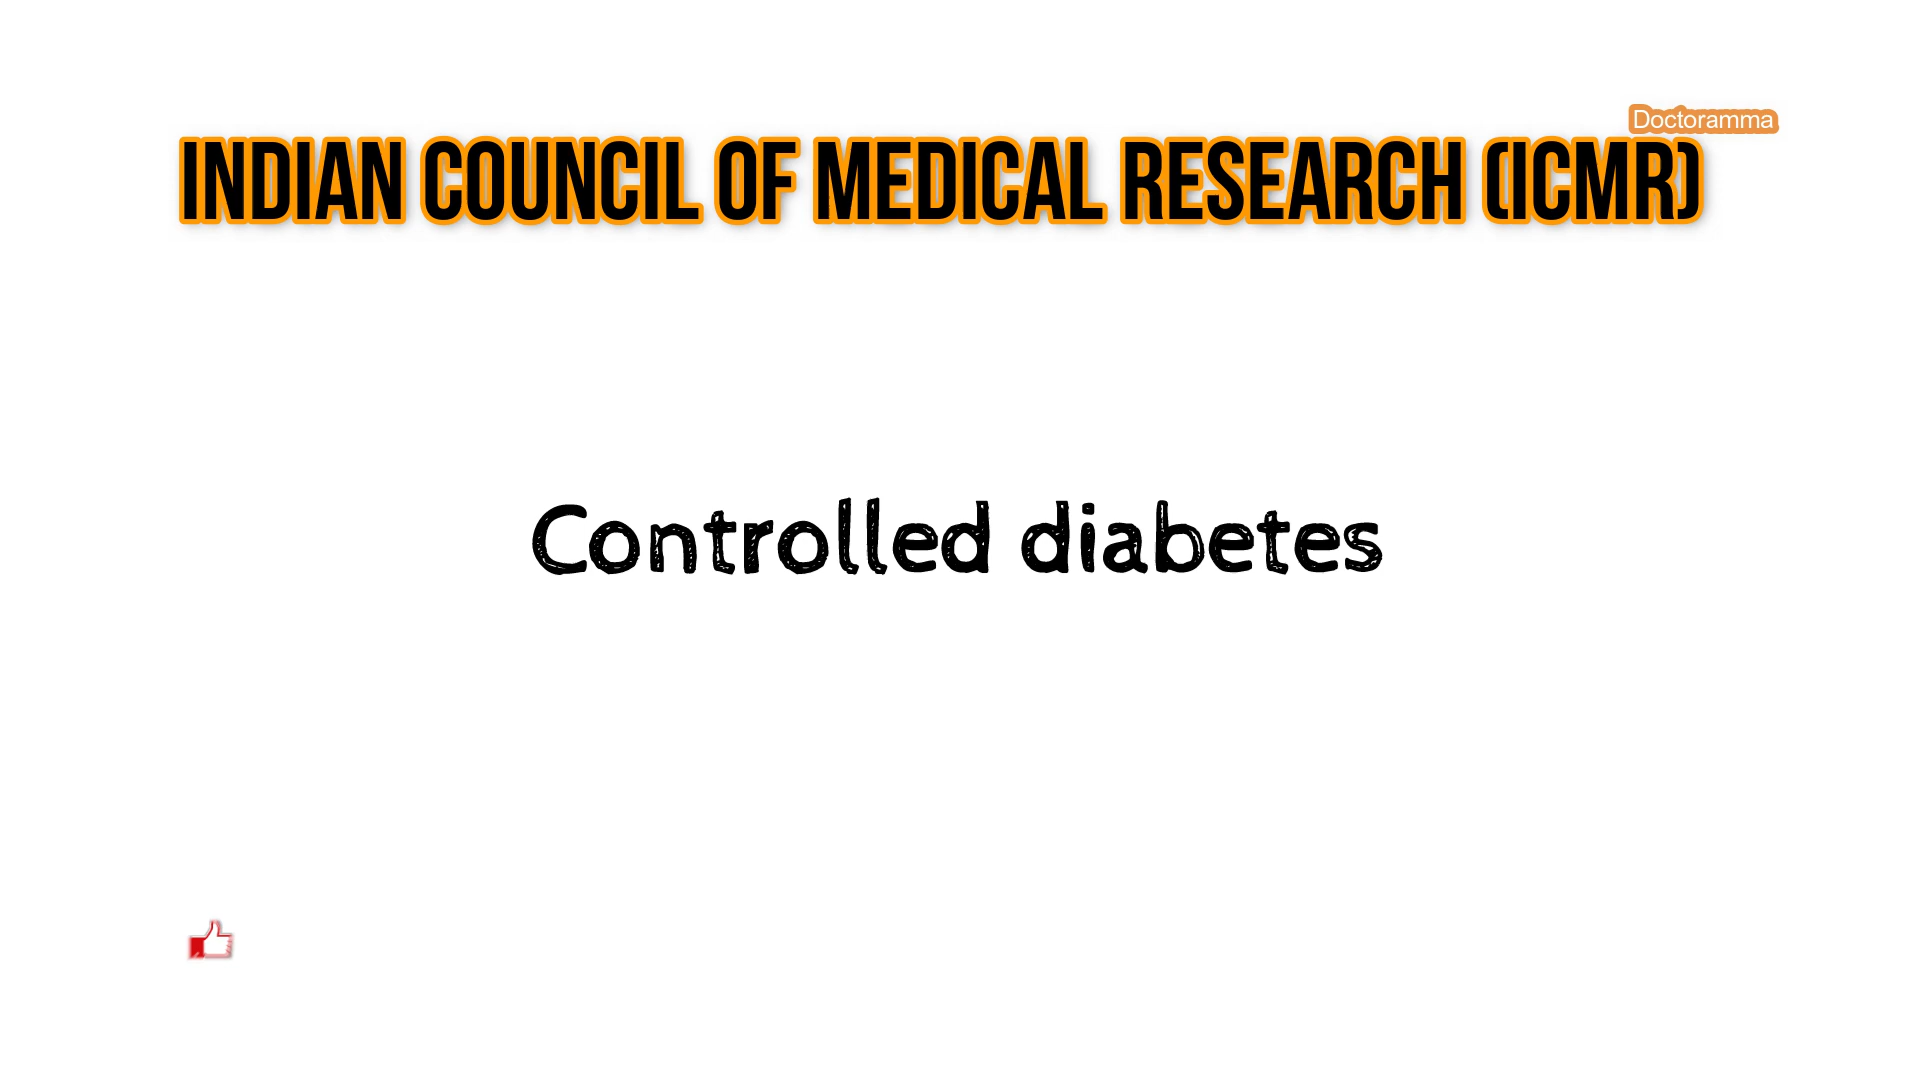 Doctoramma
INDIAN COUNCIL OF MEDICAL RESEARCH (ICMR)
Controlled diabetes